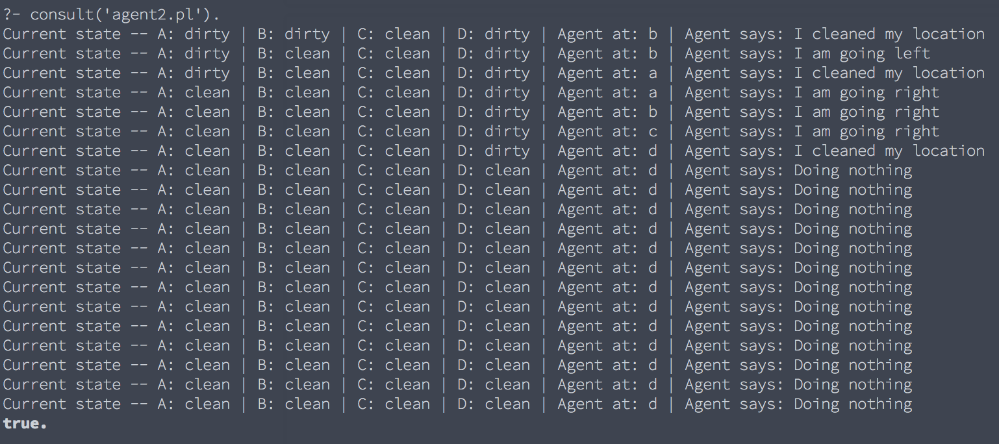 ?- consult('agent2.pl').
Current state -- A: dirty | B: dirty | C: clean | D: dirty | Agent at: b | Agent says: I cleaned my location
Current state -- A: dirty | B: clean | C: clean | D: dirty | Agent at: b | Agent says: I am going left
Current state -- A: dirty | B: clean | C: clean | D: dirty | Agent at: a | Agent says: I cleaned my location
Current state -- A: clean | B: clean | C: clean | D: dirty | Agent at: a | Agent says: I am going right
Current state -- A: clean | B: clean | C: clean | D: dirty | Agent at: b | Agent says: I am going right
Current state -- A: clean | B: clean | C: clean | D: dirty | Agent at: c | Agent says: I am going right
Current state -- A: clean | B: clean | C: clean | D: dirty | Agent at: d | Agent says: I cleaned my location
Current state -- A: clean | B: clean | C: clean | D: clean | Agent at: d | Agent says: Doing nothing
Current state -- A: clean | B: clean | C: clean | D: clean | Agent at: d | Agent says: Doing nothing
Current state -- A: clean | B: clean | C: clean | D: clean | Agent at: d | Agent says: Doing nothing
Current state -- A: clean | B: clean | C: clean | D: clean | Agent at: d | Agent says: Doing nothing
Current state -- A: clean | B: clean | C: clean | D: clean | Agent at: d | Agent says: Doing nothing
Current state -- A: clean | B: clean | C: clean | D: clean | Agent at: d | Agent says: Doing nothing
Current state -- A: clean | B: clean | C: clean | D: clean | Agent at: d | Agent says: Doing nothing
Current state -- A: clean | B: clean | C: clean | D: clean | Agent at: d | Agent says: Doing nothing
Current state -- A: clean | B: clean | C: clean | D: clean | Agent at: d | Agent says: Doing nothing
Current state -- A: clean | B: clean | C: clean | D: clean | Agent at: d | Agent says: Doing nothing
Current state -- A: clean | B: clean | C: clean | D: clean | Agent at: d | Agent says: Doing nothing
Current state -- A: clean | B: clean | C: clean | D: clean | Agent at: d | Agent says: Doing nothing
Current state -- A: clean | B: clean | C: clean | D: clean | Agent at: d | Agent says: Doing nothing
true.